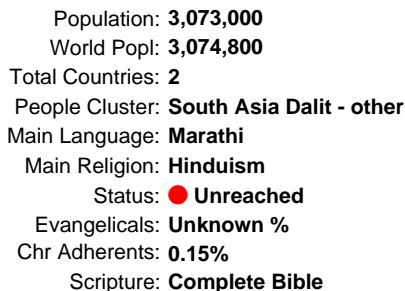 Population: 3,073,000
World Popl: 3,074,800
Total Countries: 2
People Cluster: South Asia Dalit - other
Main Language: Marathi
Main Religion: Hinduism
Status: Unreached
Evangelicals: Unknown %
Chr Adherents: 0.15%
Scripture: Complete Bible